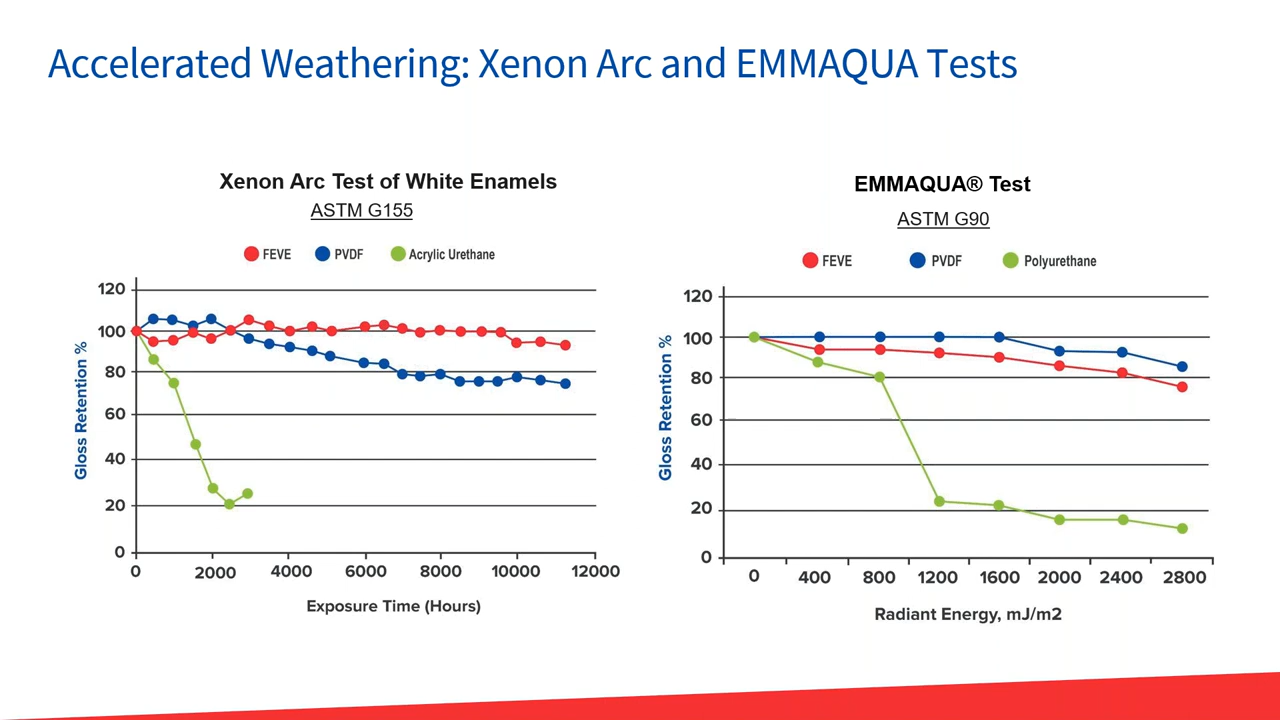 Accelerated Weathering: Xenon Arc and EMMAQUA Tests
Xenon Arc Test of White Enamels
ASTM G155
FEVE PVDF Acrylic Urethane
Gloss Retention %
120
100
80
60
40
20
0
0 2000 4000 6000 8000 10000 12000
Exposure Time (Hours)
EMMAQUA® Test
ASTM G90
FEVE PVDF Polyurethane
Gloss Retention %
120
100
80
60
40
20
0
0 400 800 1200 1600 2000 2400 2800
Radiant Energy, mJ/m2